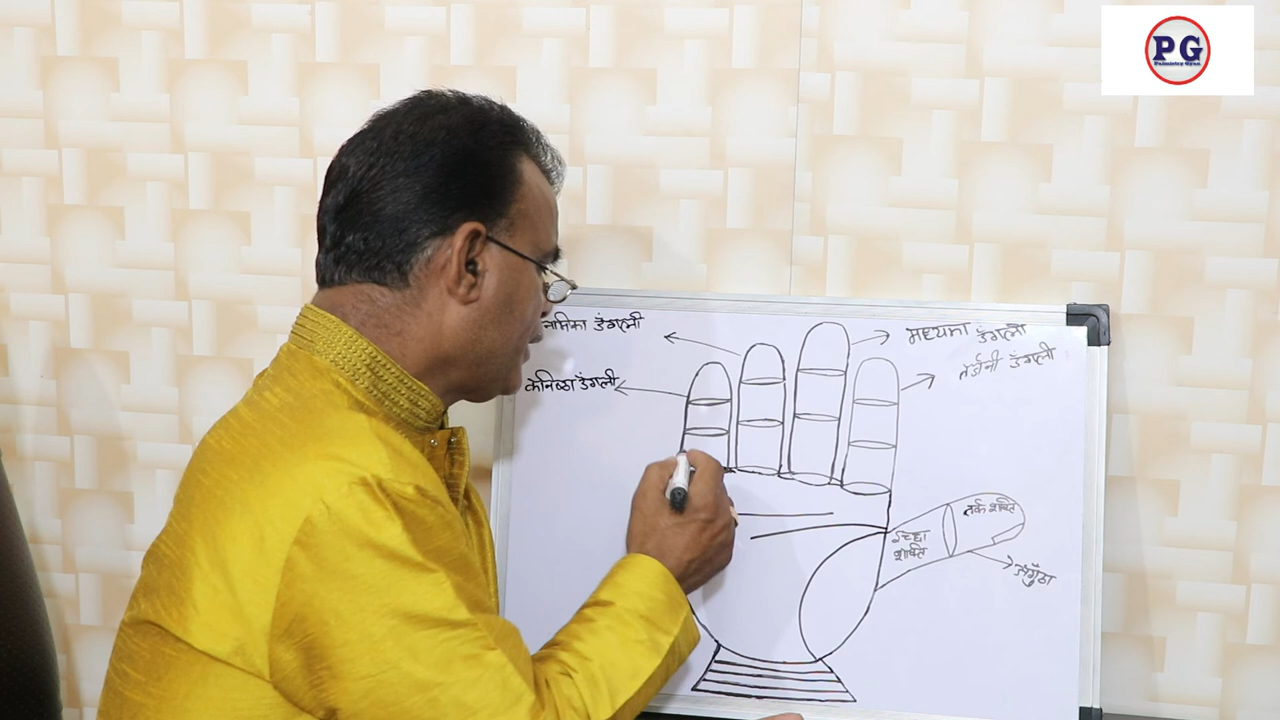 PG
Palmistry Gyan
नामिका उंगली
मध्यमा उंगली
तर्जनी उंगली
कनिष्ठा उंगली
तर्क शक्ति
इच्छा
शक्ति
अंगुँठा